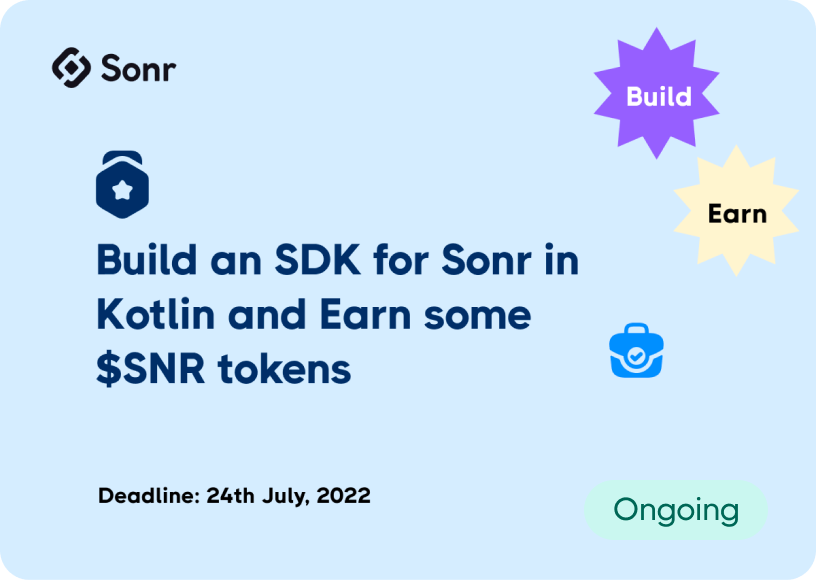 Sonr
Build
Earn
Build an SDK for Sonr in
Kotlin and Earn some
$SNR tokens
Deadline: 24th July, 2022
Ongoing